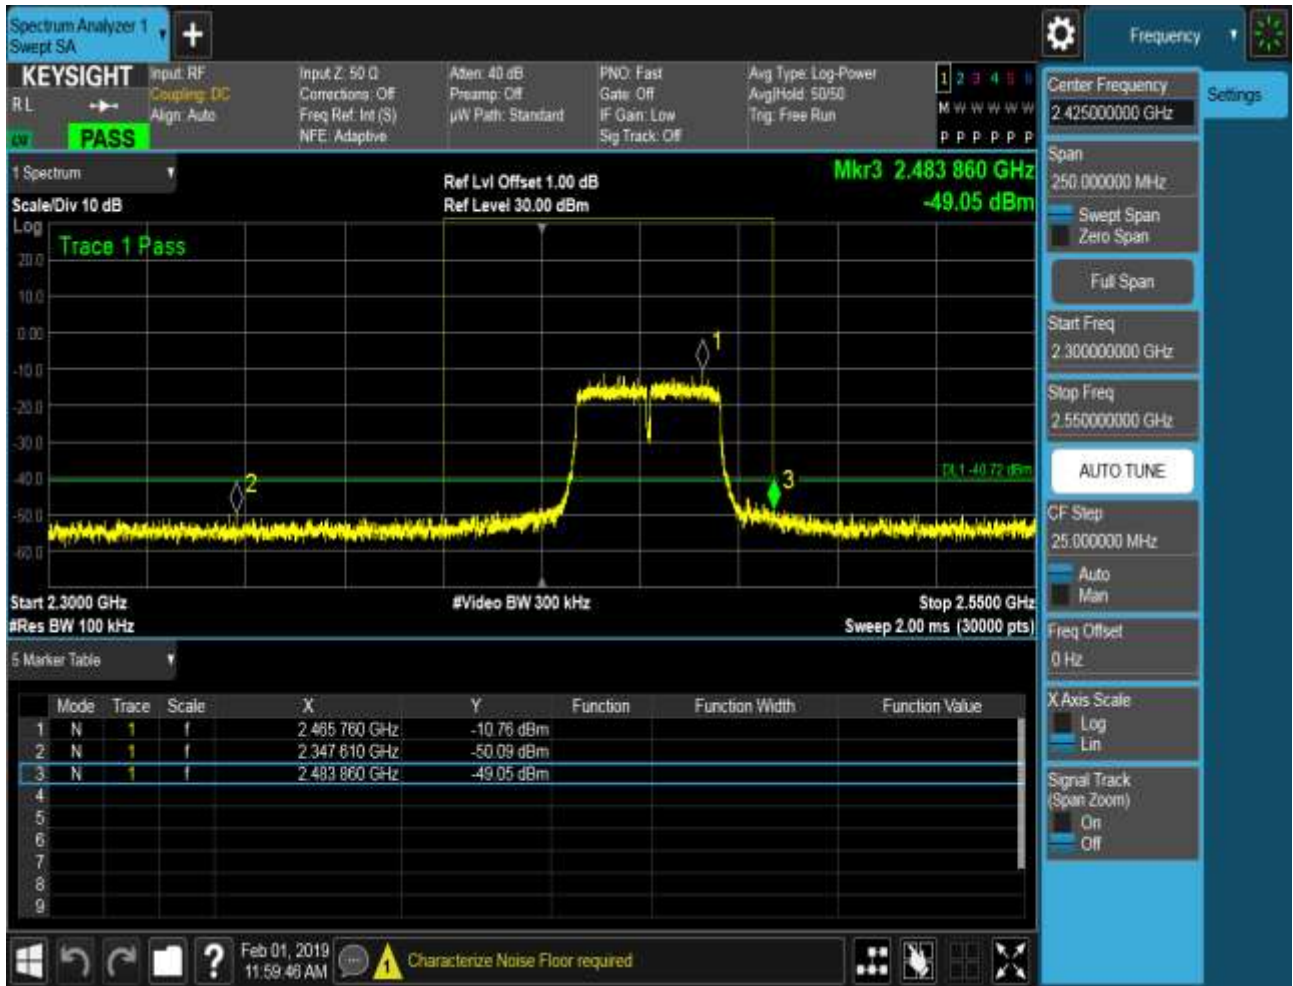 Spectrum Analyzer 1
Swept SA
Frequency
KEYSIGHT
R L
PASS
Input: RF
Coupling: DC
Align: Auto
Input Z: 50 Ω
Corrections: Off
Freq Ref: Int (S)
NFE: Adaptive
Atten: 40 dB
Preamp: Off
µW Path: Standard
PNO: Fast
Gate: Off
IF Gain: Low
Sig Track: Off
Avg Type: Log-Power
Avg|Hold: 50/50
Trig: Free Run
1 2 3 4 5 6
M W W W W W
P P P P P P
1 Spectrum
Scale/Div 10 dB
Ref Lvl Offset 1.00 dB
Ref Level 30.00 dBm
Mkr3 2.483 860 GHz
-49.05 dBm
Log
Trace 1 Pass
20.0
10.0
0.00
-10.0
-20.0
-30.0
-40.0
-50.0
-60.0
1
2
3
DL1 -40.72 dBm
Start 2.3000 GHz
#Video BW 300 kHz
Stop 2.5500 GHz
#Res BW 100 kHz
Sweep 2.00 ms (30000 pts)
5 Marker Table
Mode Trace Scale X Y Function Function Width Function Value
1 N 1 f 2.465 760 GHz -10.76 dBm
2 N 1 f 2.347 610 GHz -50.09 dBm
3 N 1 f 2.483 860 GHz -49.05 dBm
4
5
6
7
8
9
Feb 01, 2019
11:59:46 AM
Characterize Noise Floor required
Settings
Center Frequency
2.425000000 GHz
Span
250.000000 MHz
Swept Span
Zero Span
Full Span
Start Freq
2.300000000 GHz
Stop Freq
2.550000000 GHz
AUTO TUNE
CF Step
25.000000 MHz
Auto
Man
Freq Offset
0 Hz
X Axis Scale
Log
Lin
Signal Track
(Span Zoom)
On
Off